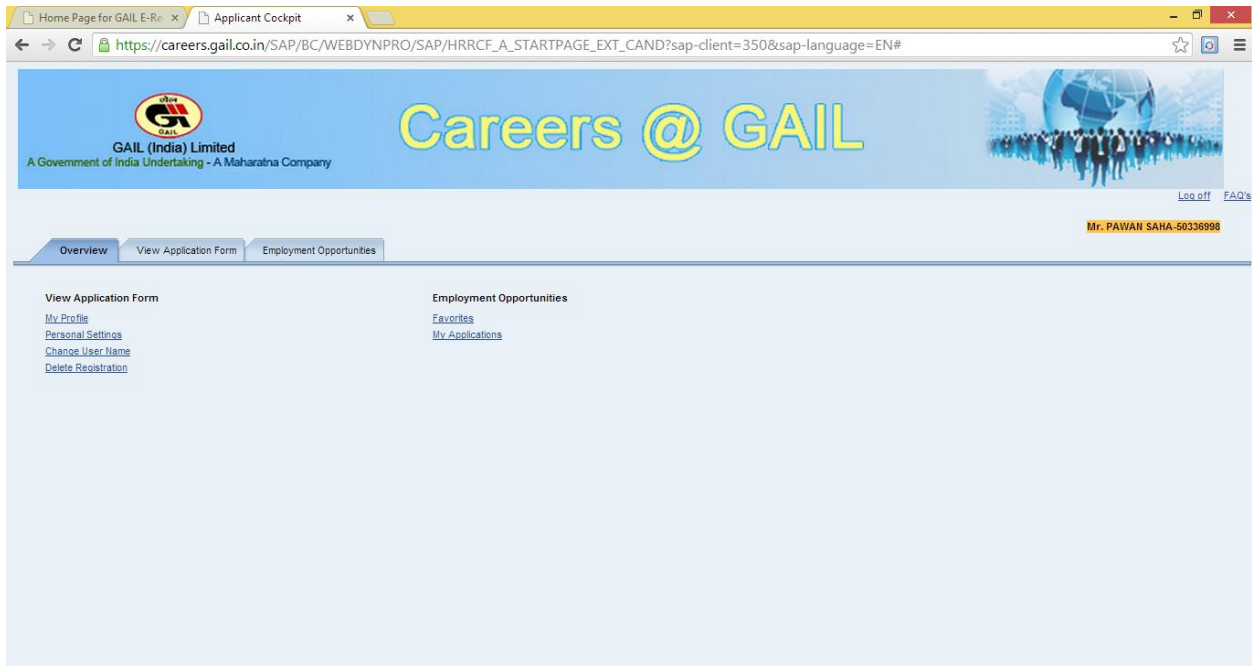 Home Page for GAIL E-Re
Applicant Cockpit
https://careers.gail.co.in/SAP/BC/WEBDYNPRO/SAP/HRRCF_A_STARTPAGE_EXT_CAND?sap-client=350&sap-language=EN#
गेल
GAIL
GAIL (India) Limited
A Government of India Undertaking - A Maharatna Company
Careers @ GAIL
Log off FAQ's
Mr. PAWAN SAHA-50336998
Overview View Application Form Employment Opportunities
View Application Form Employment Opportunities
My Profile Favorites
Personal Settings My Applications
Change User Name
Delete Registration